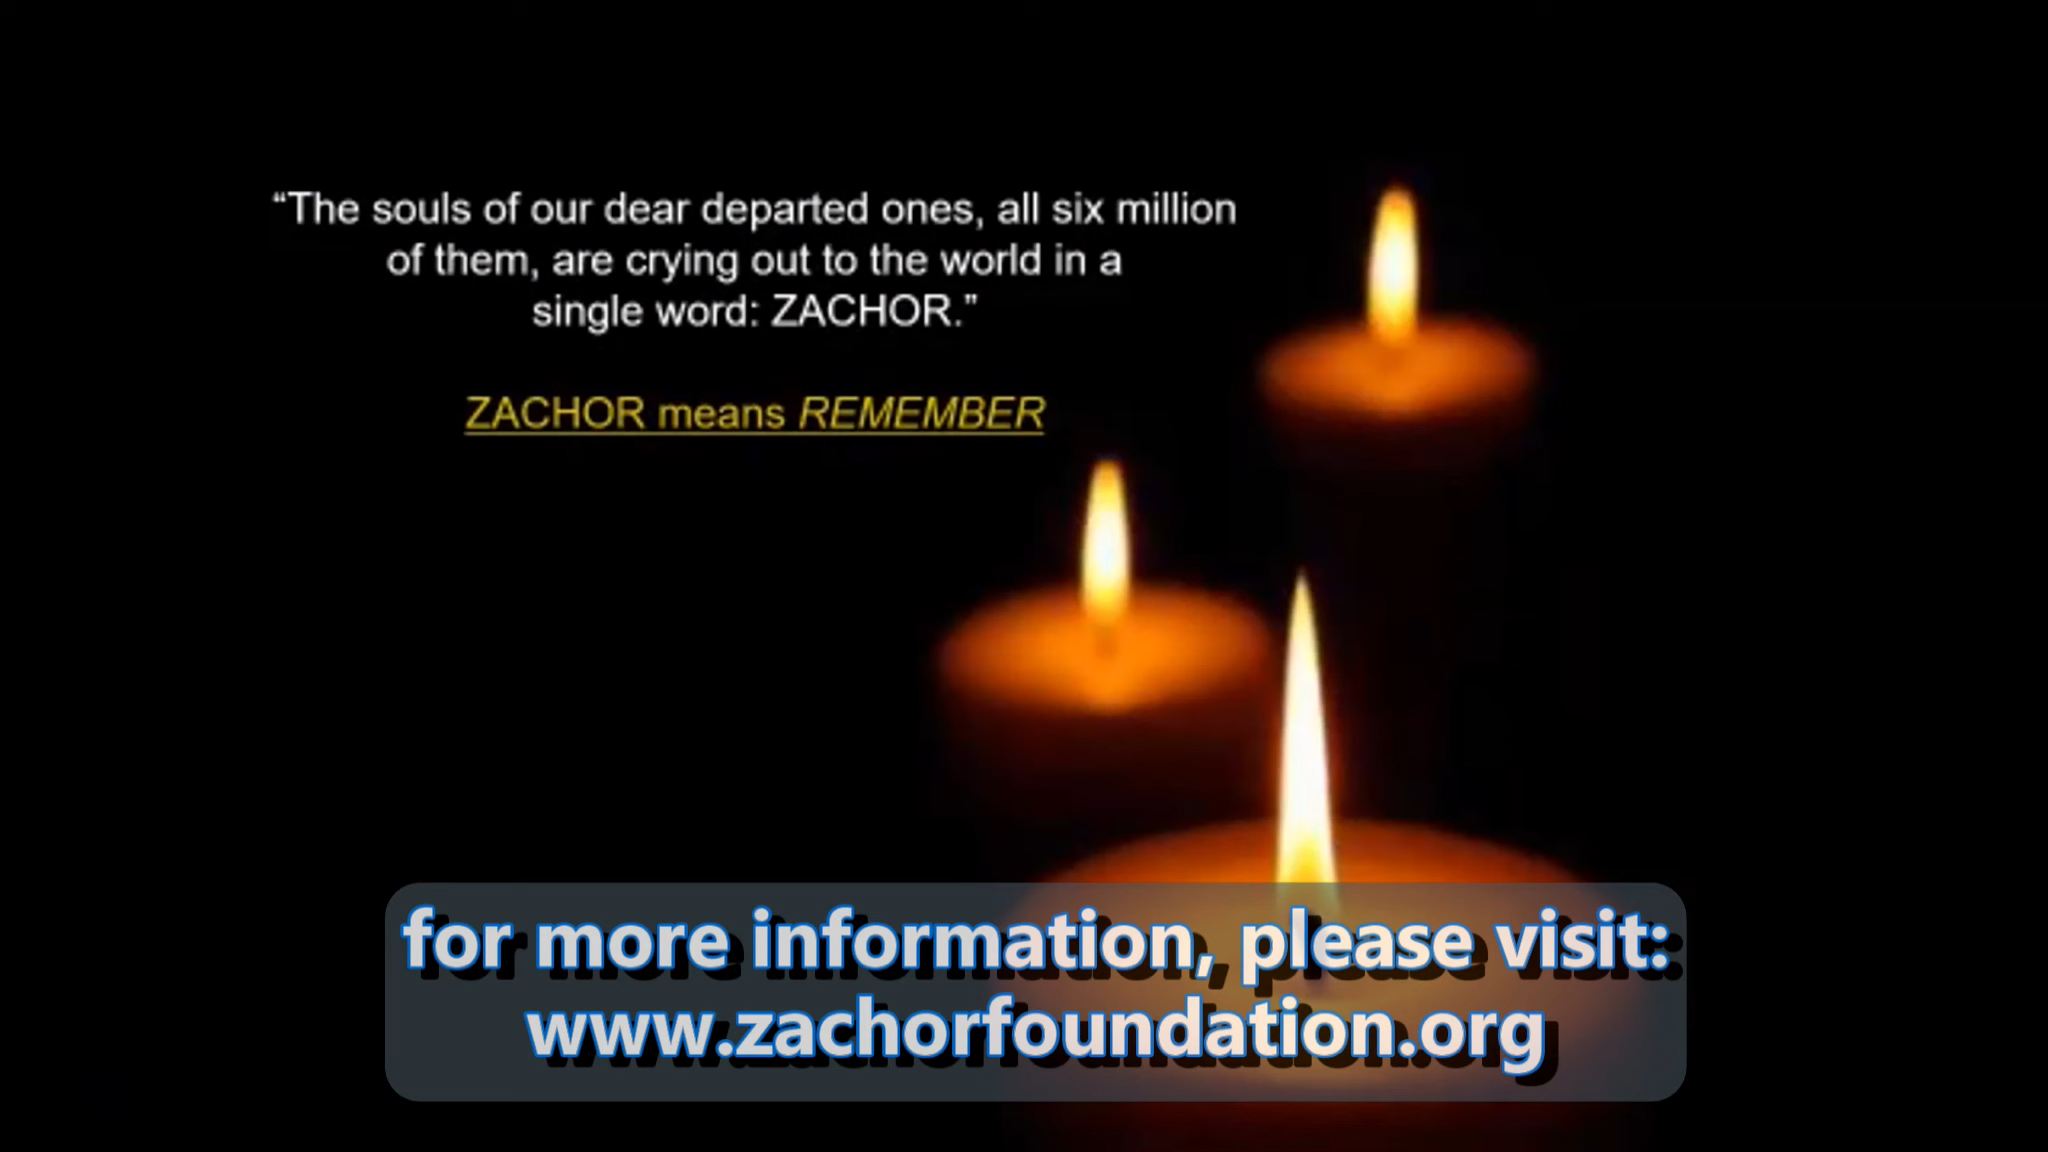 “The souls of our dear departed ones, all six million
of them, are crying out to the world in a
single word: ZACHOR.”
ZACHOR means REMEMBER
for more information, please visit:
www.zachorfoundation.org